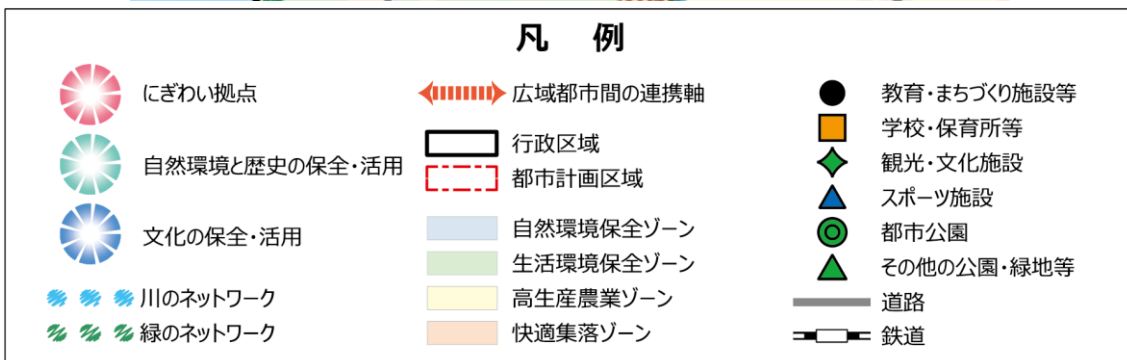 凡 例
にぎわい拠点
自然環境と歴史の保全・活用
文化の保全・活用
川のネットワーク
緑のネットワーク
広域都市間の連携軸
行政区域
都市計画区域
自然環境保全ゾーン
生活環境保全ゾーン
高生産農業ゾーン
快適集落ゾーン
教育・まちづくり施設等
学校・保育所等
観光・文化施設
スポーツ施設
都市公園
その他の公園・緑地等
道路
鉄道